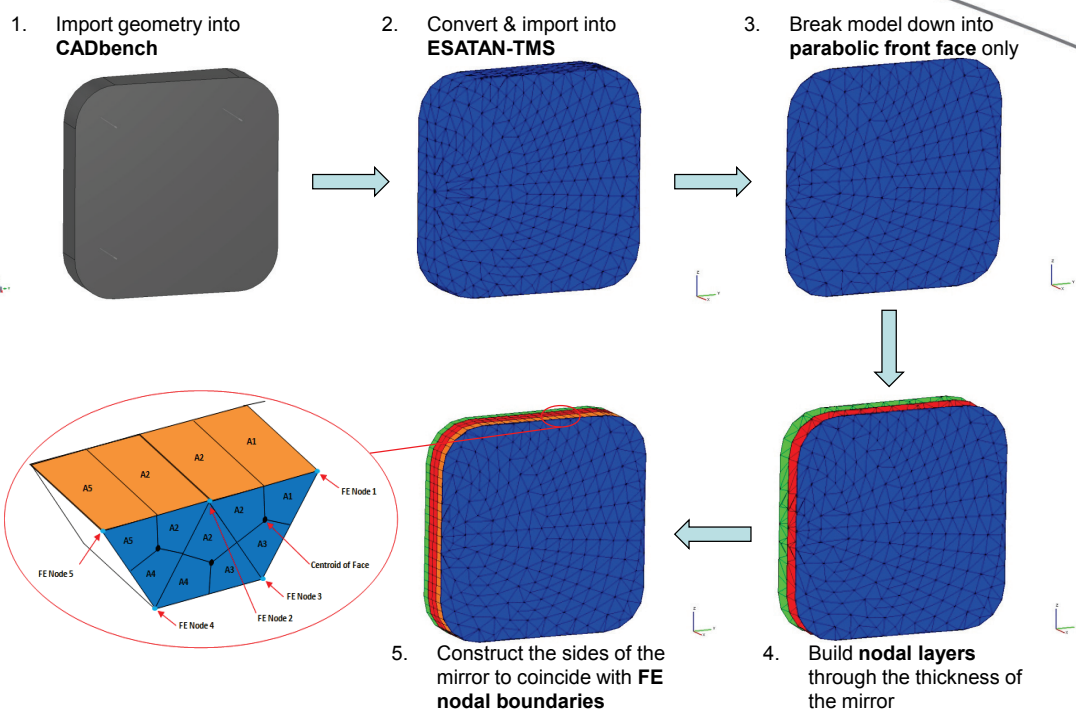 1. Import geometry into
CADbench
2. Convert & import into
ESATAN-TMS
3. Break model down into
parabolic front face only
A1
A2
A2
A5
A1
A2
A2
A2
A3
A5
A4
A4
A3
FE Node 1
Centroid of Face
FE Node 5
FE Node 3
FE Node 2
FE Node 4
5. Construct the sides of the
mirror to coincide with FE
nodal boundaries
4. Build nodal layers
through the thickness of
the mirror